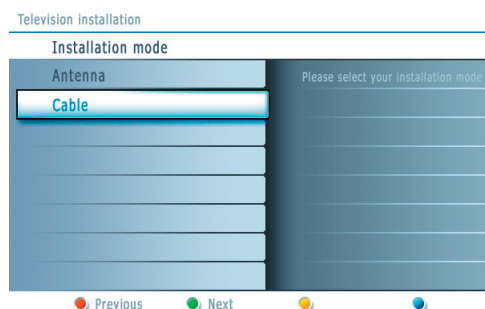 Television installation
Installation mode
Antenna
Please select your installation mode
Cable
Previous Next